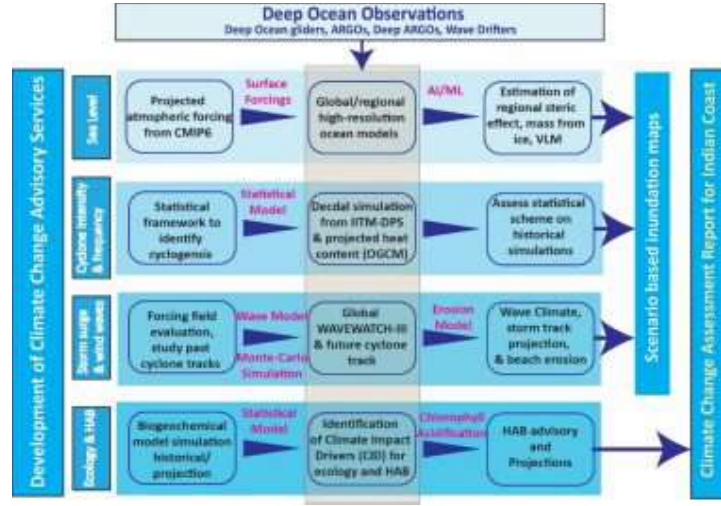 Deep Ocean Observations
Deep Ocean gliders, ARGOs, Deep ARGOs, Wave Drifters
Development of Climate Change Advisory Services
Sea Level
Projected
atmospheric forcing
from CMIP6
Surface
Forcings
Global/regional
high-resolution
ocean models
AI/ML
Estimation of
regional steric
effect, mass from
ice, VLM
Cyclone intensity
& frequency
Statistical
framework to
identify
cyclogensis
Statistical
Model
Decdal simulation
from IITM-DPS
& projected heat
content (OGCM)
Assess statistical
scheme on
historical
simulations
Storm surge
& wind waves
Forcing field
evaluation,
study past
cyclone tracks
Wave Model
Monte-Carlo
Simulation
Global
WAVEWATCH-III
& future cyclone
track
Erosion
Model
Wave Climate,
storm track
projection,
& beach erosion
Ecology & HAB
Biogeochemical
model simulation
historical/
projection
Statistical
Model
Identification
of Climate Impact
Drivers (CID) for
ecology and HAB
Chlorophyll
Acidification
HAB advisory
and
Projections
Scenario based inundation maps
Climate Change Assessment Report for Indian Coast